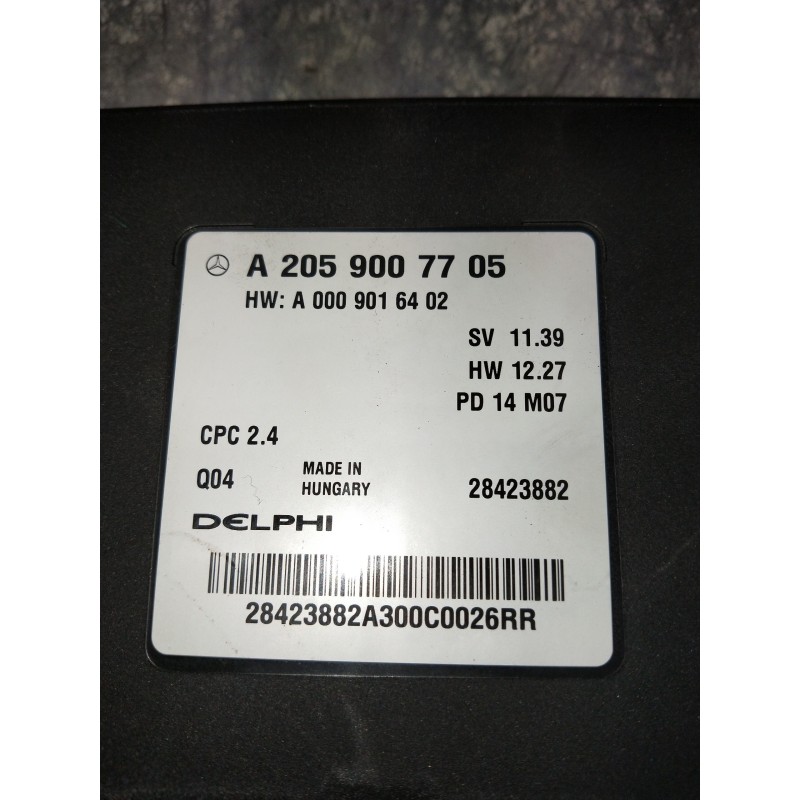 A 205 900 77 05
HW: A 000 901 64 02
SV 11.39
HW 12.27
PD 14 M07
CPC 2.4
Q04
MADE IN
HUNGARY
28423882
DELPHI
28423882A300C0026RR